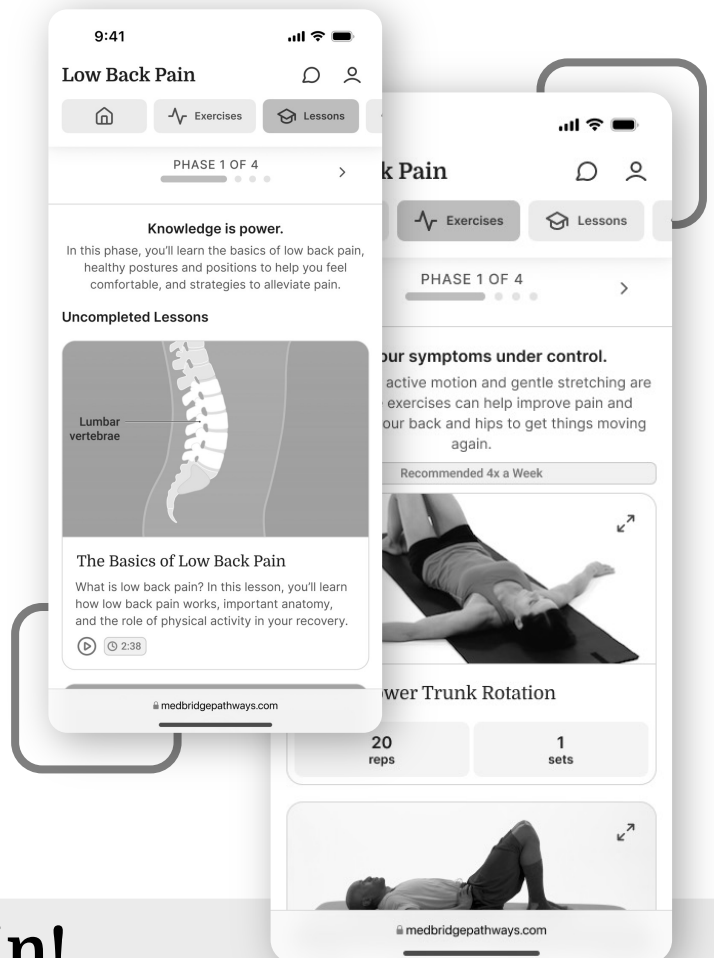 9:41
Low Back Pain
Exercises
Lessons
PHASE 1 OF 4
Knowledge is power.
In this phase, you’ll learn the basics of low back pain,
healthy postures and positions to help you feel
comfortable, and strategies to alleviate pain.
Uncompleted Lessons
Lumbar
vertebrae
The Basics of Low Back Pain
What is low back pain? In this lesson, you’ll learn
how low back pain works, important anatomy,
and the role of physical activity in your recovery.
2:38
medbridgepathways.com
k Pain
Exercises
Lessons
PHASE 1 OF 4
our symptoms under control.
active motion and gentle stretching are
exercises can help improve pain and
our back and hips to get things moving
again.
Recommended 4x a Week
wer Trunk Rotation
20
reps
1
sets
medbridgepathways.com
in!